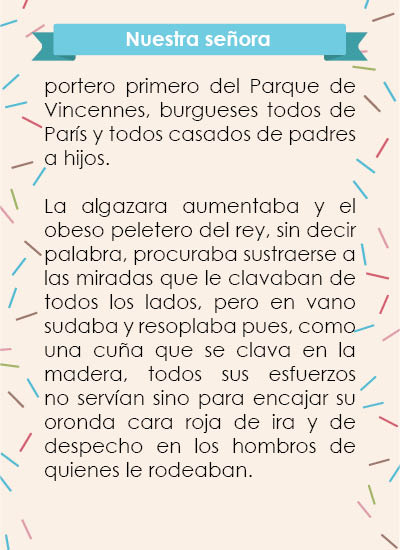 Nuestra señora
portero primero del Parque de
Vincennes, burgueses todos de
París y todos casados de padres
a hijos.
La algazara aumentaba y el
obeso peletero del rey, sin decir
palabra, procuraba sustraerse a
las miradas que le clavaban de
todos los lados, pero en vano
sudaba y resoplaba pues, como
una cuña que se clava en la
madera, todos sus esfuerzos
no servían sino para encajar su
oronda cara roja de ira y de
despecho en los hombros de
quienes le rodeaban.